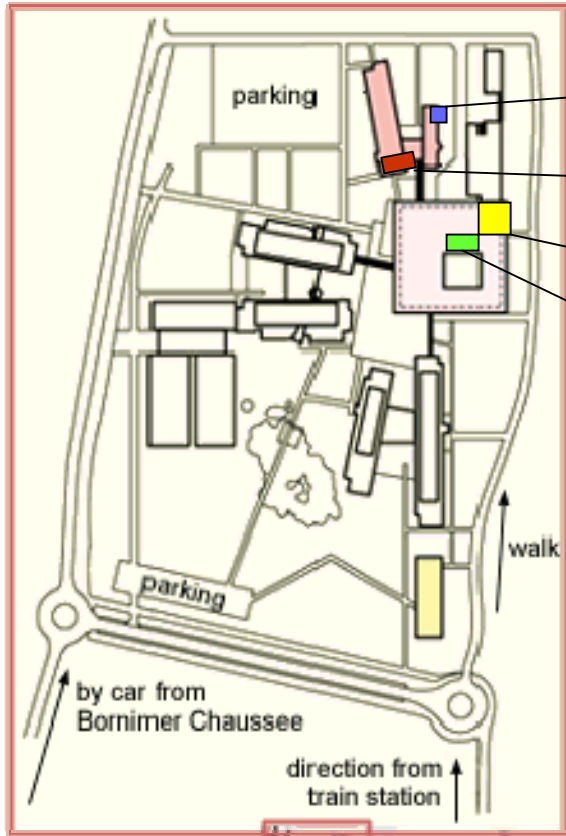 parking
walk
parking
by car from
Bornimer Chaussee
direction from
train station